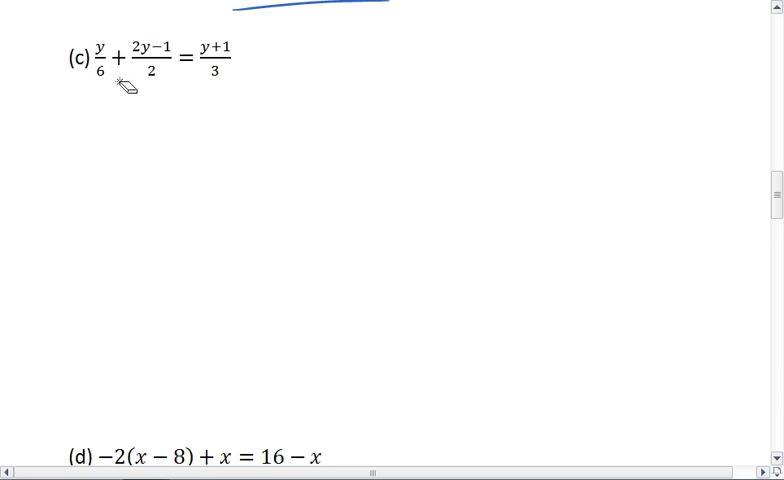 (c) y/6 + (2y−1)/2 = (y+1)/3
(d) −2(x − 8) + x = 16 − x